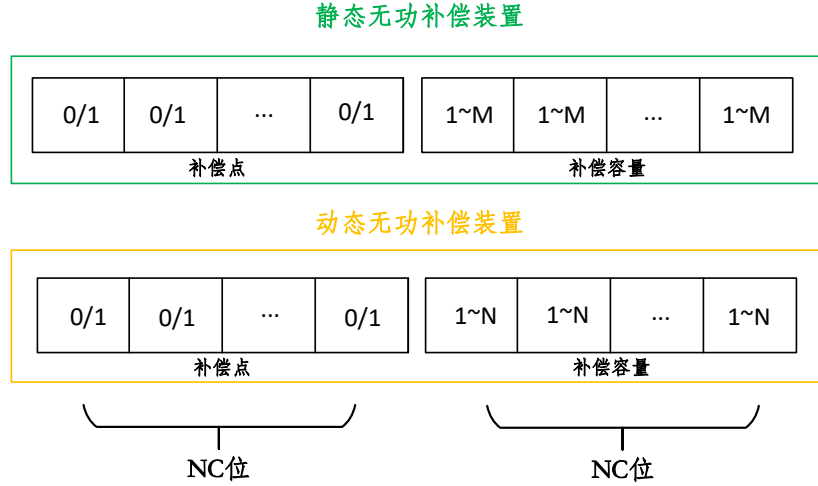 静态无功补偿装置
0/1 0/1 ... 0/1 1~M 1~M ... 1~M
补偿点 补偿容量
动态无功补偿装置
0/1 0/1 ... 0/1 1~N 1~N ... 1~N
补偿点 补偿容量
NC位 NC位